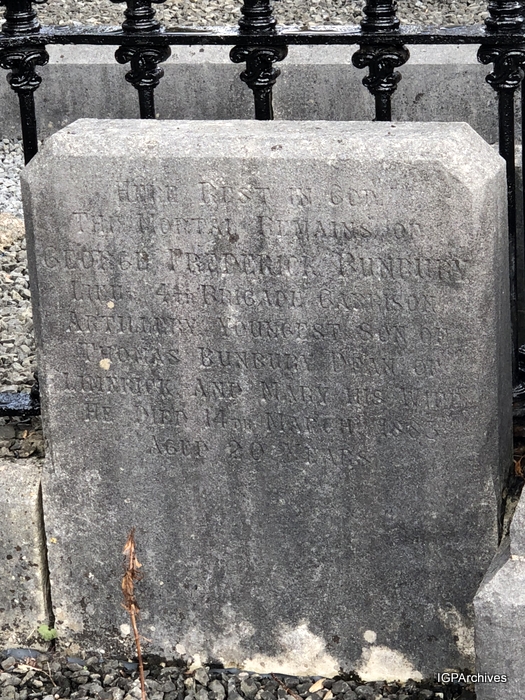 HERE REST IN GOD
THE MORTAL REMAINS OF
GEORGE FREDERICK BUNBURY
LIEUT 4TH BRIGADE GARRISON
ARTILLERY YOUNGEST SON OF
THOMAS BUNBURY DEAN OF
LIMERICK AND MARY HIS WIFE
HE DIED 14TH MARCH
AGED 20 YEARS
IGPArchives